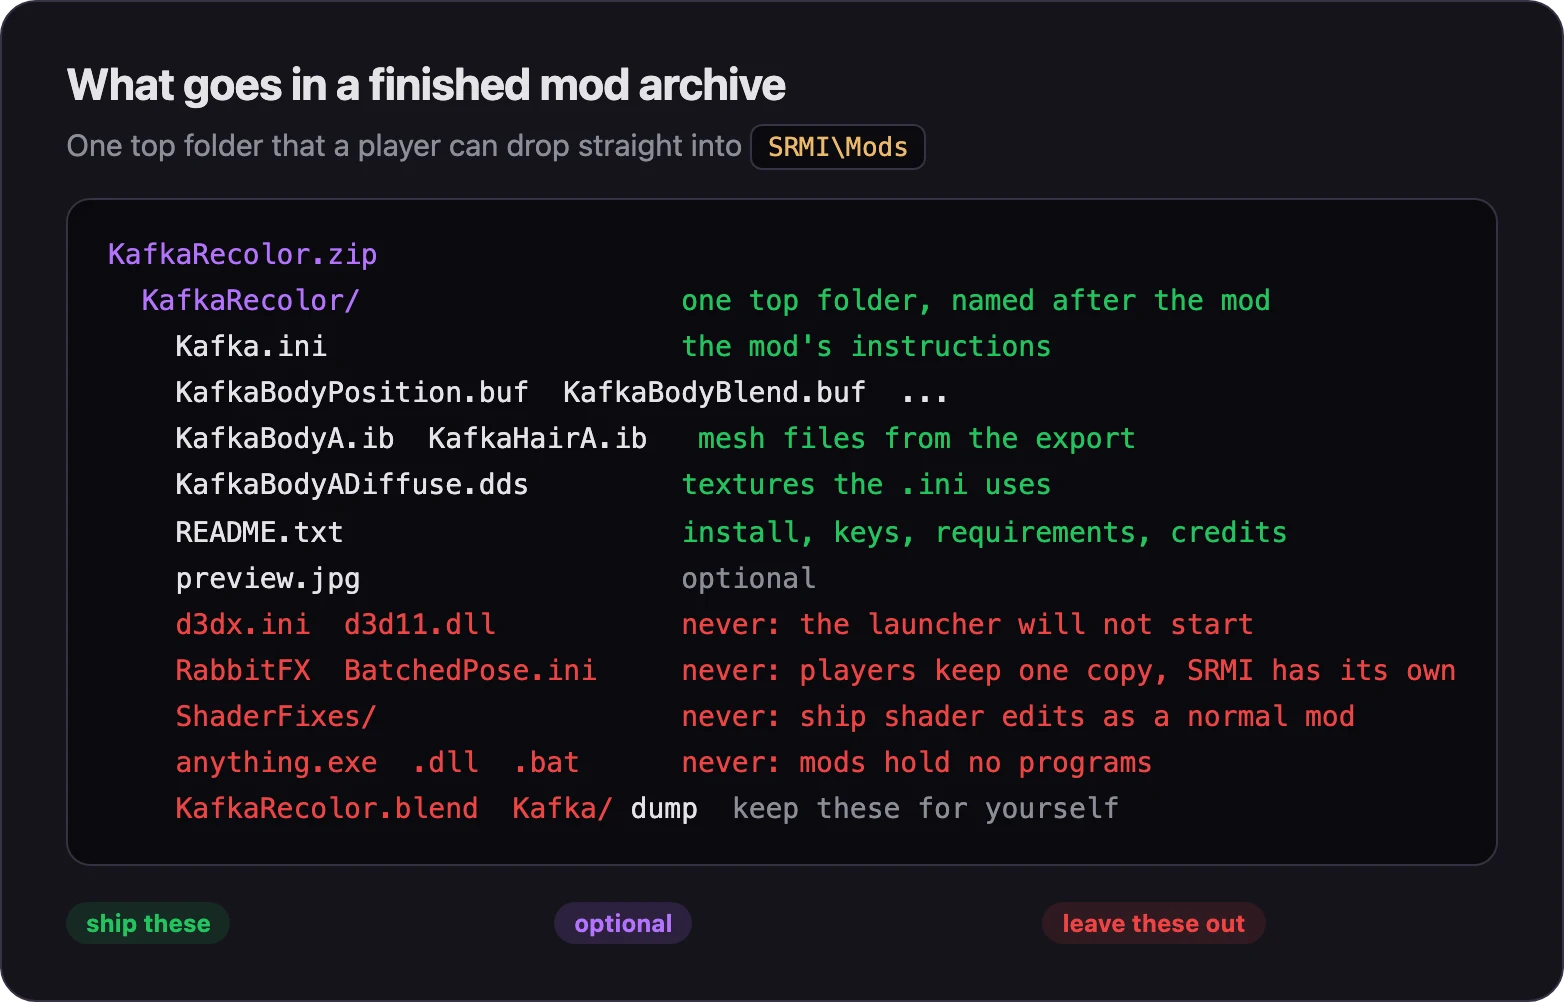 What goes in a finished mod archive
One top folder that a player can drop straight into SRMI\Mods
KafkaRecolor.zip
KafkaRecolor/ one top folder, named after the mod
Kafka.ini the mod's instructions
KafkaBodyPosition.buf KafkaBodyBlend.buf ...
KafkaBodyA.ib KafkaHairA.ib mesh files from the export
KafkaBodyADiffuse.dds textures the .ini uses
README.txt install, keys, requirements, credits
preview.jpg optional
d3dx.ini d3d11.dll never: the launcher will not start
RabbitFX BatchedPose.ini never: players keep one copy, SRMI has its own
ShaderFixes/ never: ship shader edits as a normal mod
anything.exe .dll .bat never: mods hold no programs
KafkaRecolor.blend Kafka/ dump keep these for yourself
ship these optional leave these out